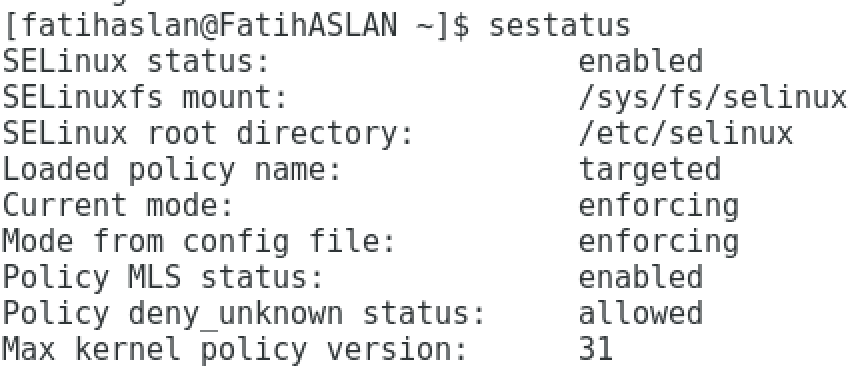 [fatihaslan@FatihASLAN ~]$ sestatus
SELinux status:                 enabled
SELinuxfs mount:                /sys/fs/selinux
SELinux root directory:         /etc/selinux
Loaded policy name:             targeted
Current mode:                   enforcing
Mode from config file:          enforcing
Policy MLS status:              enabled
Policy deny_unknown status:     allowed
Max kernel policy version:      31